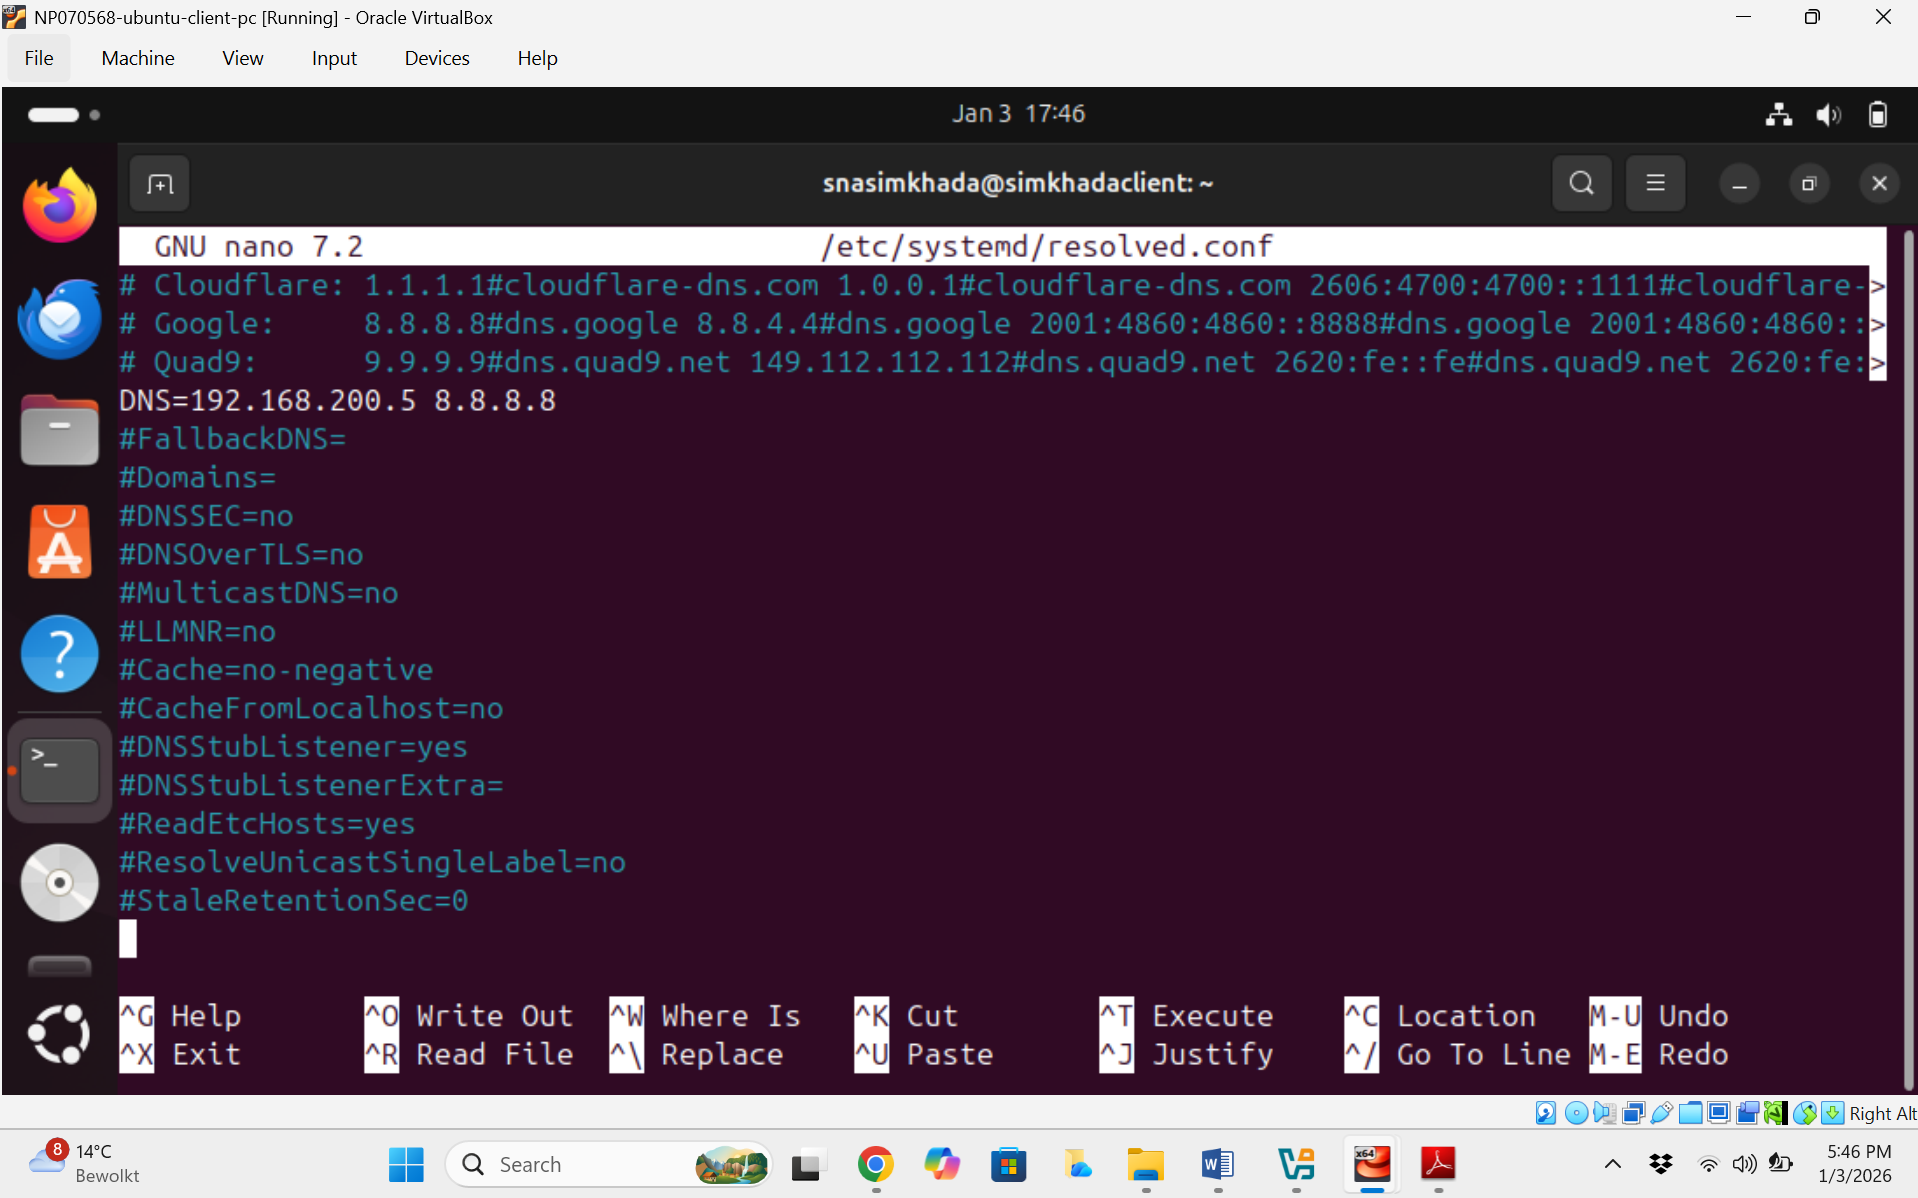 NP070568-ubuntu-client-pc [Running] - Oracle VirtualBox
File Machine View Input Devices Help
Jan 3 17:46
snasimkhada@simkhadaclient: ~
GNU nano 7.2 /etc/systemd/resolved.conf
# Cloudflare: 1.1.1.1#cloudflare-dns.com 1.0.0.1#cloudflare-dns.com 2606:4700:4700::1111#cloudflare->
# Google: 8.8.8.8#dns.google 8.8.4.4#dns.google 2001:4860:4860::8888#dns.google 2001:4860:4860::>
# Quad9: 9.9.9.9#dns.quad9.net 149.112.112.112#dns.quad9.net 2620:fe::fe#dns.quad9.net 2620:fe:>
DNS=192.168.200.5 8.8.8.8
#FallbackDNS=
#Domains=
#DNSSEC=no
#DNSOverTLS=no
#MulticastDNS=no
#LLMNR=no
#Cache=no-negative
#CacheFromLocalhost=no
#DNSStubListener=yes
#DNSStubListenerExtra=
#ReadEtcHosts=yes
#ResolveUnicastSingleLabel=no
#StaleRetentionSec=0
^G Help ^O Write Out ^W Where Is ^K Cut ^T Execute ^C Location M-U Undo
^X Exit ^R Read File ^\ Replace ^U Paste ^J Justify ^/ Go To Line M-E Redo
Right Alt
8 14°C
Bewolkt
Search
x64
5:46 PM
1/3/2026